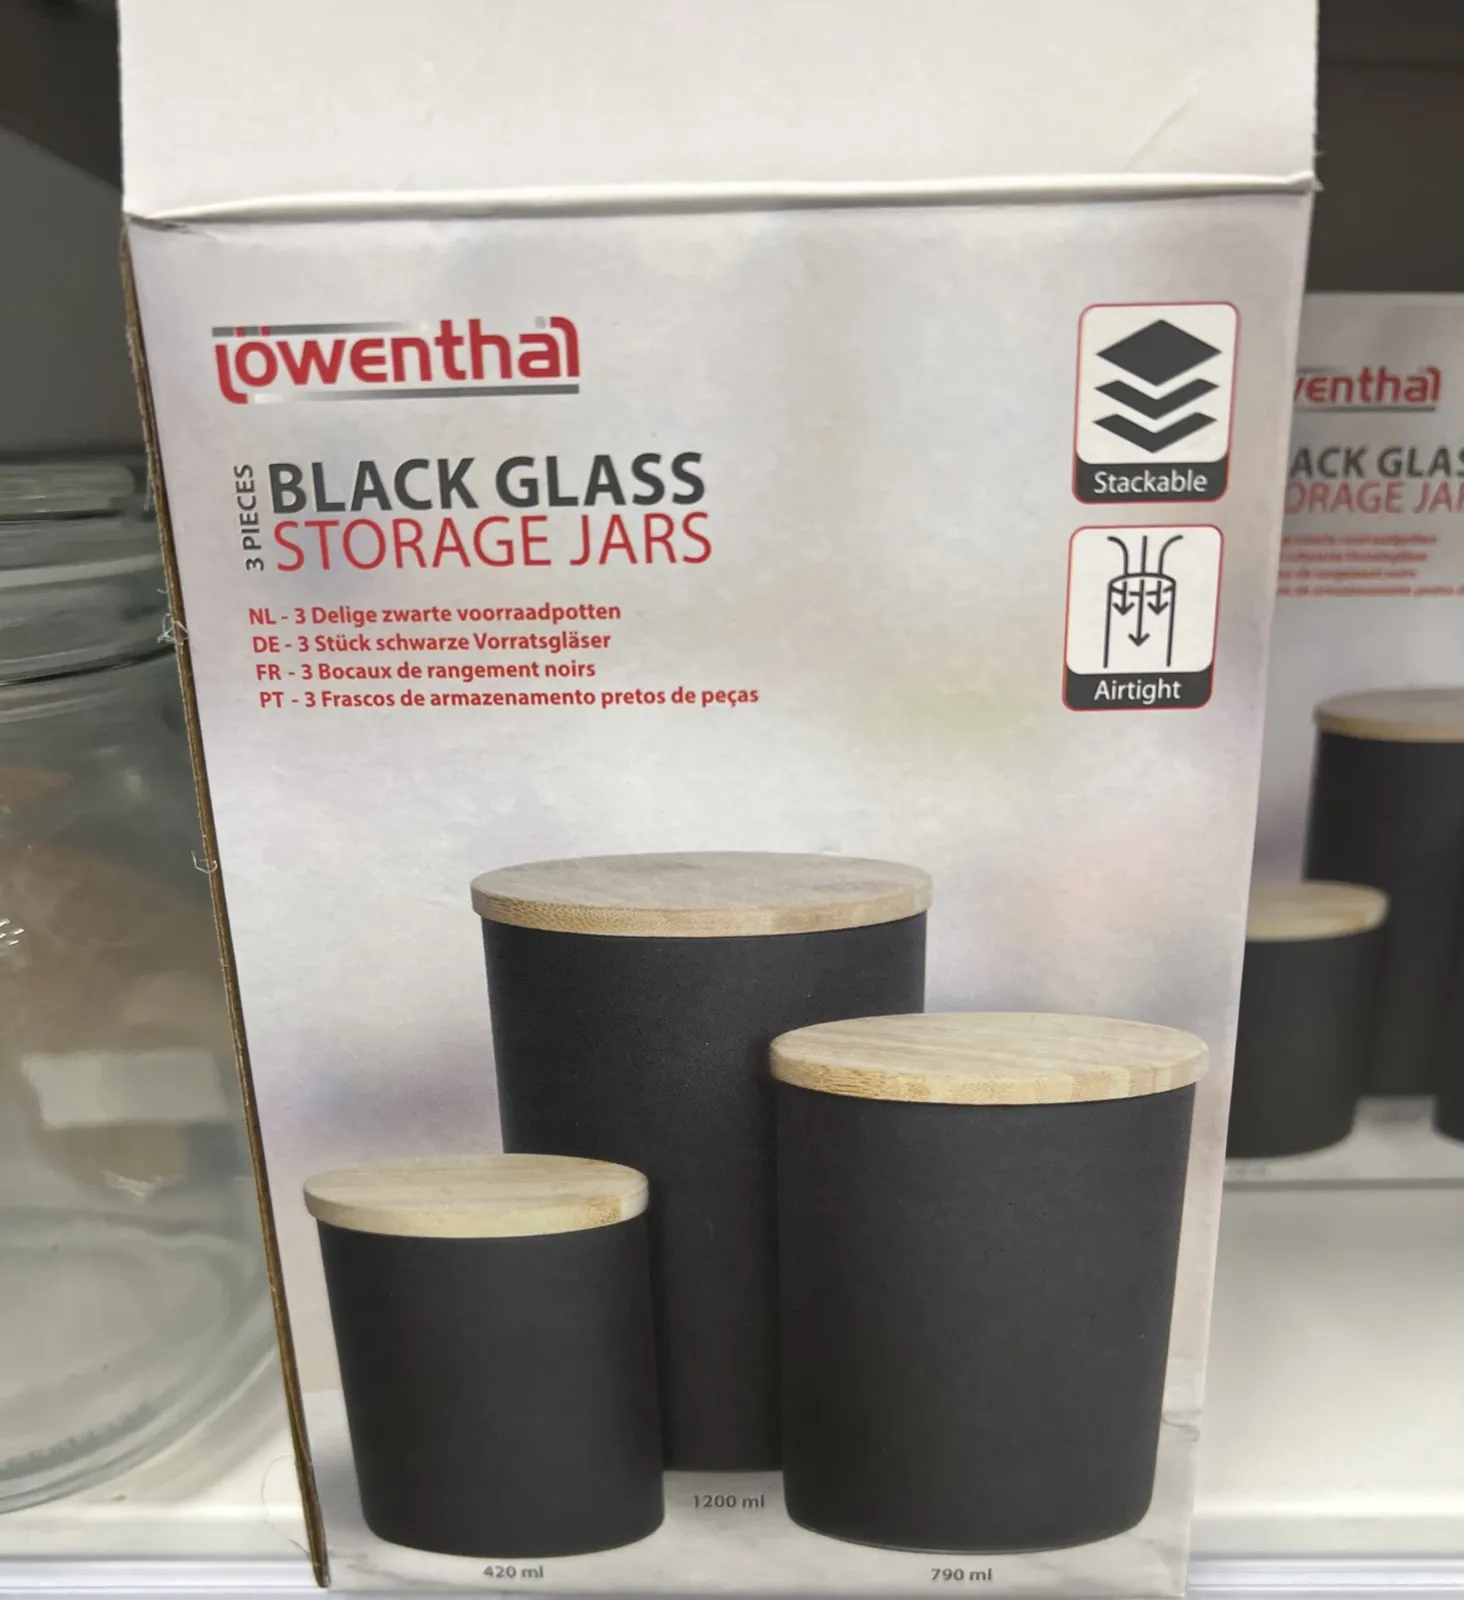 löwenthal®
3 PIECES
BLACK GLASS
STORAGE JARS
NL - 3 Delige zwarte voorraadpotten
DE - 3 Stück schwarze Vorratsgläser
FR - 3 Bocaux de rangement noirs
PT - 3 Frascos de armazenamento pretos de peças
Stackable
Airtight
1200 ml
420 ml
790 ml
venthal
ACK GLAS
ORAGE JAR